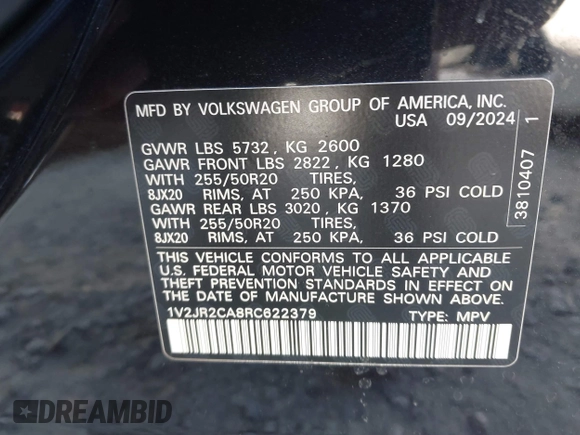 MFD BY VOLKSWAGEN GROUP OF AMERICA, INC.
USA 09/2024
GVWR LBS 5732, KG 2600
GAWR FRONT LBS 2822, KG 1280
WITH 255/50R20 TIRES,
8JX20 RIMS, AT 250 KPA, 36 PSI COLD
GAWR REAR LBS 3020, KG 1370
WITH 255/50R20 TIRES,
8JX20 RIMS, AT 250 KPA, 36 PSI COLD
THIS VEHICLE CONFORMS TO ALL APPLICABLE
U.S. FEDERAL MOTOR VEHICLE SAFETY AND
THEFT PREVENTION STANDARDS IN EFFECT ON
THE DATE OF MANUFACTURE SHOWN ABOVE.
1V2JR2CA8RC622379 TYPE: MPV
3810407 1
DREAMBID